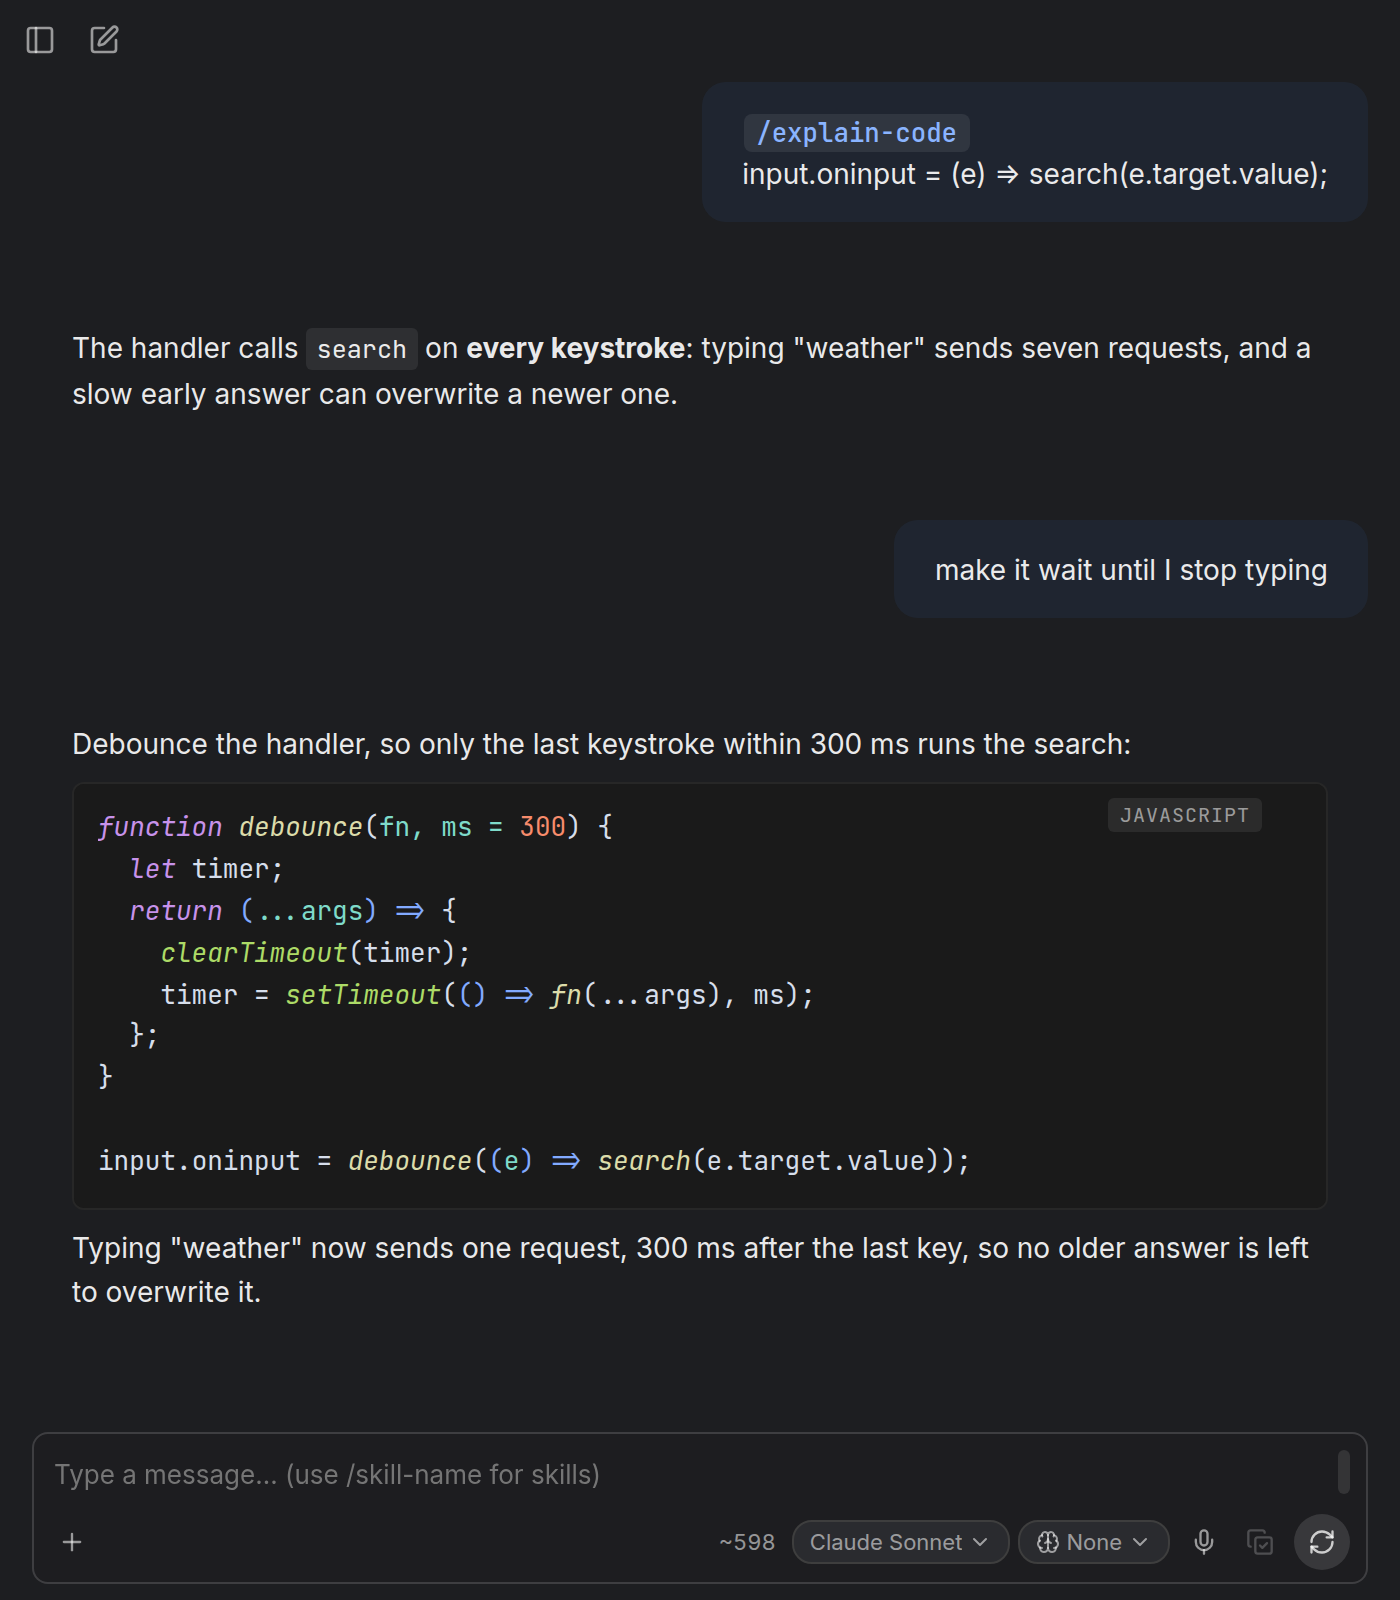 /explain-code
input.oninput = (e) => search(e.target.value);
The handler calls search on every keystroke: typing "weather" sends seven requests, and a
slow early answer can overwrite a newer one.
make it wait until I stop typing
Debounce the handler, so only the last keystroke within 300 ms runs the search:
JAVASCRIPT
function debounce(fn, ms = 300) {
  let timer;
  return (...args) => {
    clearTimeout(timer);
    timer = setTimeout(() => fn(...args), ms);
  };
}

input.oninput = debounce((e) => search(e.target.value));
Typing "weather" now sends one request, 300 ms after the last key, so no older answer is left
to overwrite it.
Type a message... (use /skill-name for skills)
~598 Claude Sonnet None